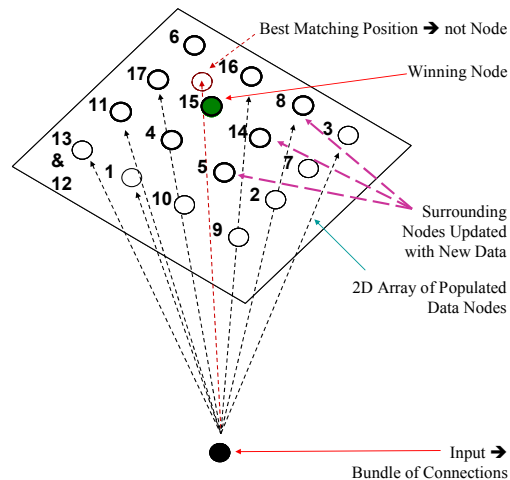 Best Matching Position ➔ not Node
6
16
17
Winning Node
15
8
11
3
4
14
13
&
12
1
5
7
10
2
9
Surrounding
Nodes Updated
with New Data
2D Array of Populated
Data Nodes
Input ➔
Bundle of Connections